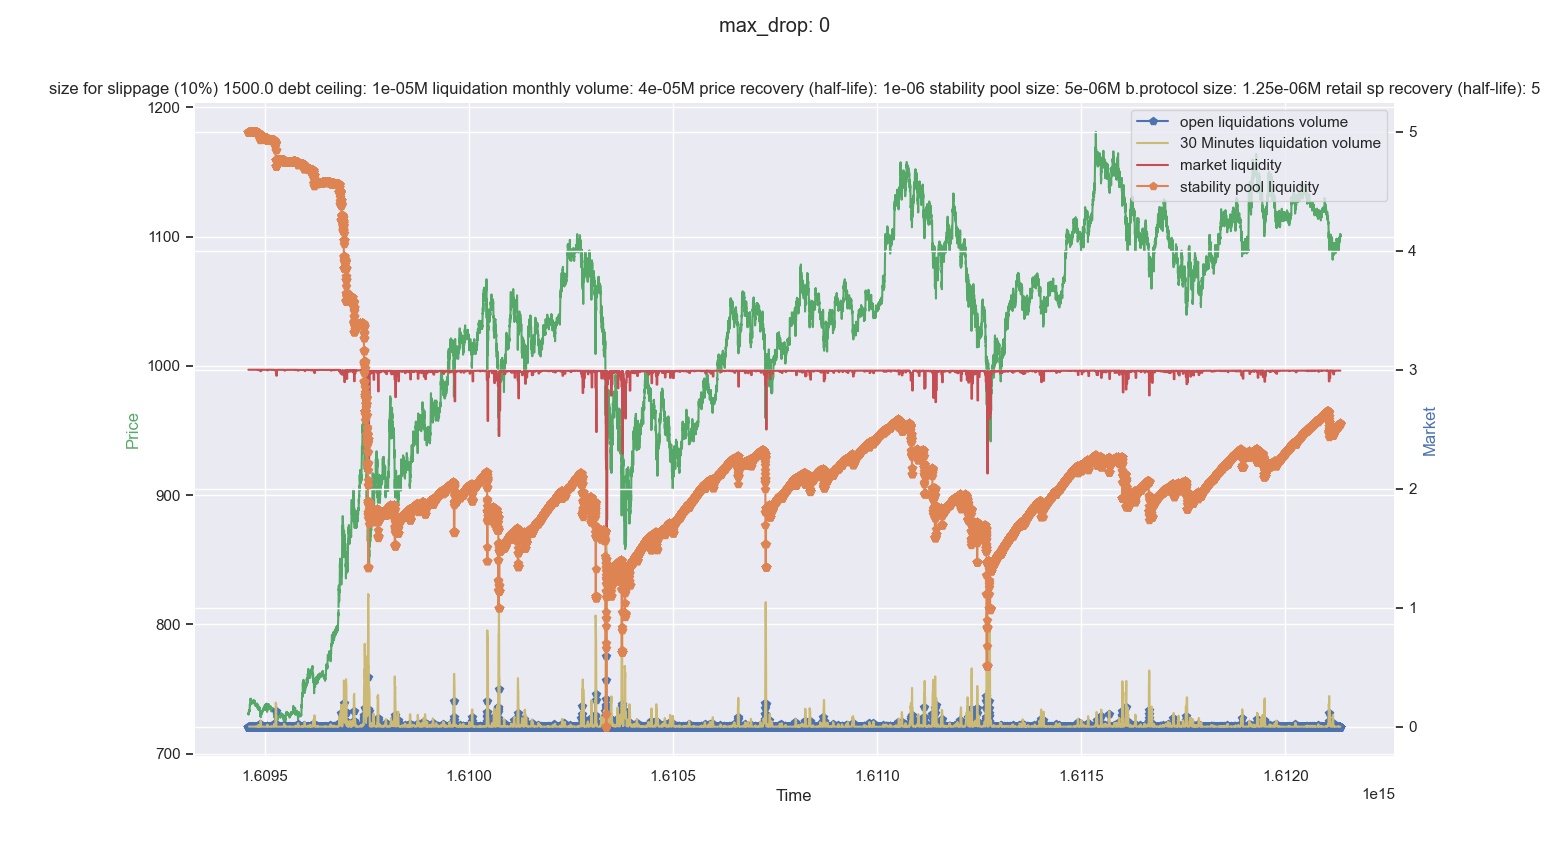 max_drop: 0
size for slippage (10%) 1500.0 debt ceiling: 1e-05M liquidation monthly volume: 4e-05M price recovery (half-life): 1e-06 stability pool size: 5e-06M b.protocol size: 1.25e-06M retail sp recovery (half-life): 5
1200
1100
1000
900
800
700
Price
open liquidations volume
30 Minutes liquidation volume
market liquidity
stability pool liquidity
5
4
3
2
1
0
Market
1.6095
1.6100
1.6105
1.6110
1.6115
1.6120
Time
1e15